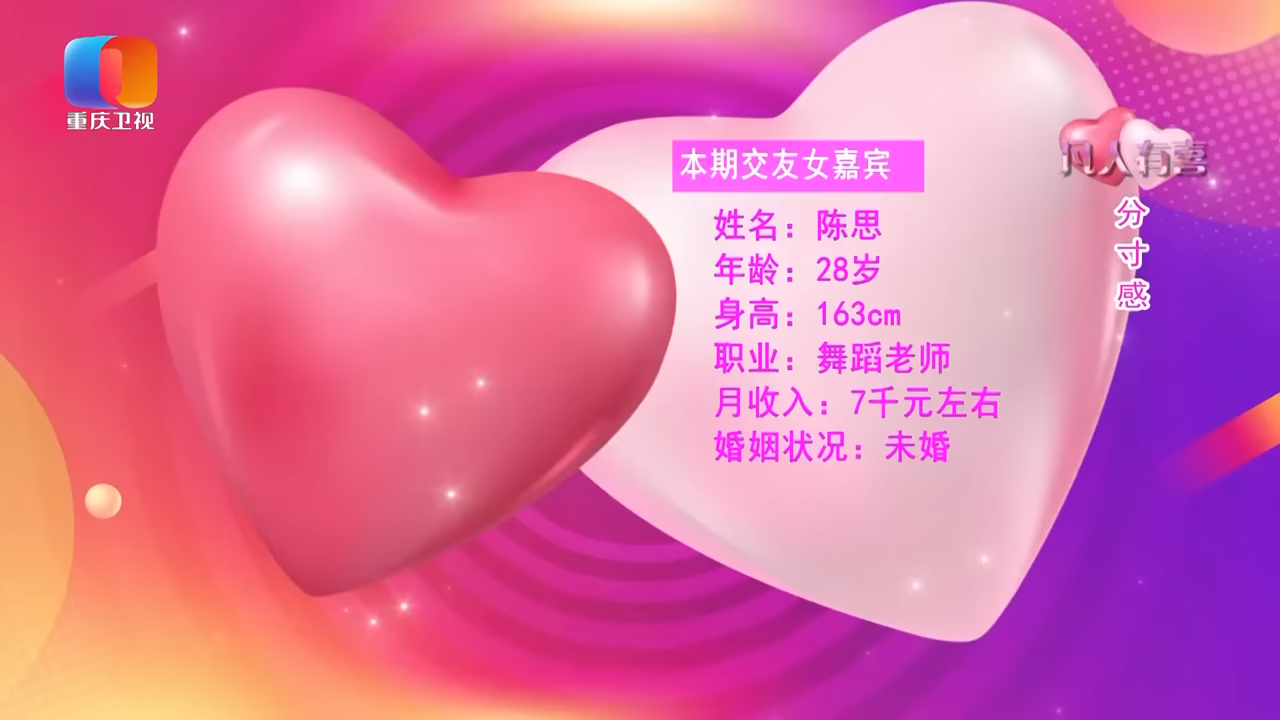 重庆卫视
凡人有喜
分寸感
本期交友女嘉宾
姓名：陈思
年龄：28岁
身高：163cm
职业：舞蹈老师
月收入：7千元左右
婚姻状况：未婚